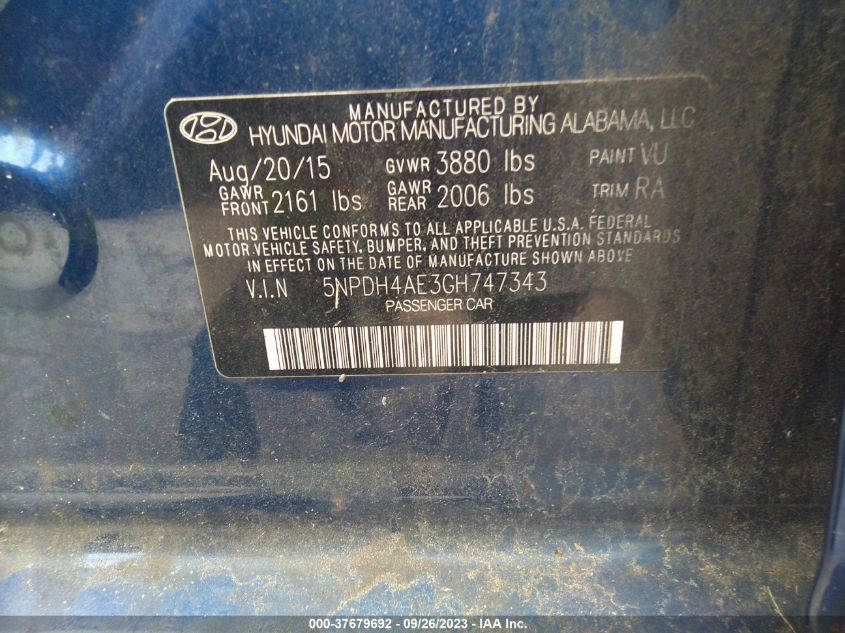 MANUFACTURED BY
HYUNDAI MOTOR MANUFACTURING ALABAMA, LLC
Aug/20/15 GVWR 3880 lbs PAINT VU
GAWR FRONT 2161 lbs GAWR REAR 2006 lbs TRIM RA
THIS VEHICLE CONFORMS TO ALL APPLICABLE U.S.A. FEDERAL
MOTOR VEHICLE SAFETY, BUMPER, AND THEFT PREVENTION STANDARDS
IN EFFECT ON THE DATE OF MANUFACTURE SHOWN ABOVE.
V.I.N 5NPDH4AE3GH747343
PASSENGER CAR
000-37679692 - 09/26/2023 - IAA Inc.